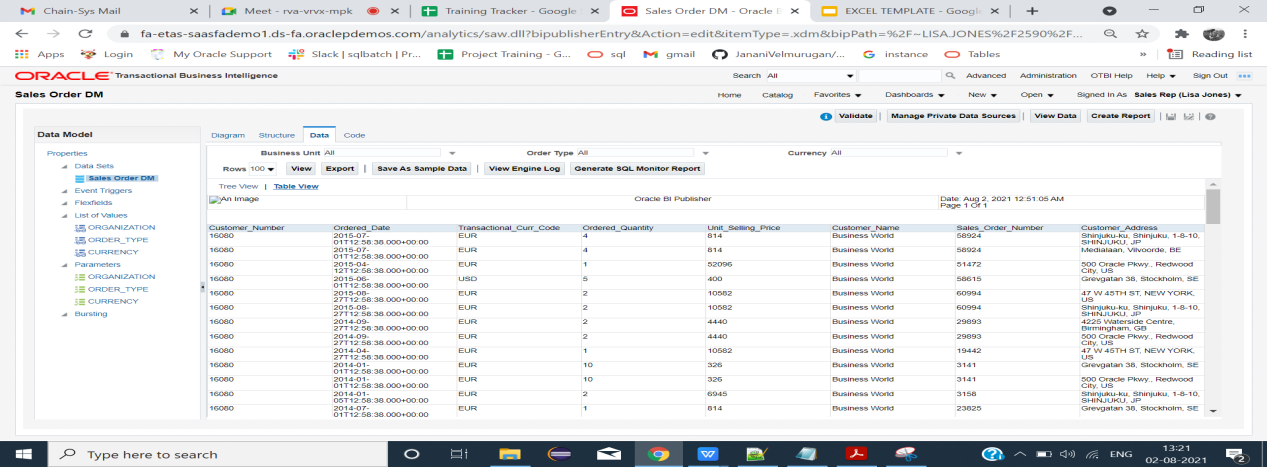 Chain-Sys Mail
Meet - rva-vrvx-mpk
Training Tracker - Google
Sales Order DM - Oracle B
EXCEL TEMPLATE - Goog
fa-etas-saasfademo1.ds-fa.oraclepdemos.com/analytics/saw.dll?bipublisherEntry&Action=edit&itemType=.xdm&bipPath=%2F~LISA.JONES%2590%2F...
Apps Login My Oracle Support Slack | sqlbatch | Pr... Project Training - G... sql gmail JananiVelmurugan/... instance Tables » Reading list
ORACLE Transactional Business Intelligence
Search All Advanced Administration OTBI Help Help Sign Out
Sales Order DM
Home Catalog Favorites Dashboards New Open Signed In As Sales Rep (Lisa Jones)
Validate | Manage Private Data Sources | View Data Create Report
Data Model
Properties
Data Sets
Sales Order DM
Event Triggers
Flexfields
List of Values
ORGANIZATION
ORDER_TYPE
CURRENCY
Parameters
ORGANIZATION
ORDER_TYPE
CURRENCY
Bursting
Diagram Structure Data Code
Business Unit All Order Type All Currency All
Rows 100 View Export | Save As Sample Data | View Engine Log Generate SQL Monitor Report
Tree View | Table View
An Image Oracle BI Publisher Date: Aug 2, 2021 12:51:05 AM
Page 1 Of 1
Customer_Number Ordered_Date Transactional_Curr_Code Ordered_Quantity Unit_Selling_Price Customer_Name Sales_Order_Number Customer_Address
16080 2015-07-01T12:58:38.000+00:00 EUR 4 814 Business World 58924 Shinjuku-ku, Shinjuku, 1-8-10, SHINJUKU, JP
16080 2015-07-01T12:58:38.000+00:00 EUR 4 814 Business World 58924 Medialaan, Vilvoorde, BE
16080 2015-04-12T12:58:38.000+00:00 EUR 1 52096 Business World 51472 500 Oracle Pkwy., Redwood City, US
16080 2015-06-27T12:58:38.000+00:00 USD 5 400 Business World 58615 Grevgatan 38, Stockholm, SE
16080 2015-08-27T12:58:38.000+00:00 EUR 2 10582 Business World 60994 47 W 45TH ST, NEW YORK, US
16080 2015-08-27T12:58:38.000+00:00 EUR 2 10582 Business World 60994 Shinjuku-ku, Shinjuku, 1-8-10, SHINJUKU, JP
16080 2014-09-27T12:58:38.000+00:00 EUR 2 4440 Business World 29893 4225 Waterside Centre, Birmingham, GB
16080 2014-09-27T12:58:38.000+00:00 EUR 2 4440 Business World 29893 500 Oracle Pkwy., Redwood City, US
16080 2014-04-27T12:58:38.000+00:00 EUR 1 10582 Business World 19442 47 W 45TH ST, NEW YORK, US
16080 2014-01-01T12:58:38.000+00:00 EUR 10 326 Business World 3141 Grevgatan 38, Stockholm, SE
16080 2014-01-01T12:58:38.000+00:00 EUR 10 326 Business World 3141 500 Oracle Pkwy., Redwood City, US
16080 2014-01-05T12:58:38.000+00:00 EUR 2 6945 Business World 3158 Shinjuku-ku, Shinjuku, 1-8-10, SHINJUKU, JP
16080 2014-07-01T12:58:38.000+00:00 EUR 1 814 Business World 23825 Grevgatan 38, Stockholm, SE
Type here to search
ENG
13:21
02-08-2021
2